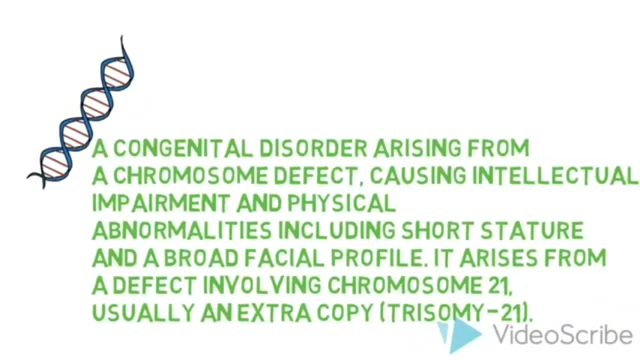 A CONGENITAL DISORDER ARISING FROM
A CHROMOSOME DEFECT, CAUSING INTELLECTUAL
IMPAIRMENT AND PHYSICAL
ABNORMALITIES INCLUDING SHORT STATURE
AND A BROAD FACIAL PROFILE. IT ARISES FROM
A DEFECT INVOLVING CHROMOSOME 21,
USUALLY AN EXTRA COPY (TRISOMY-21).
VideoScribe